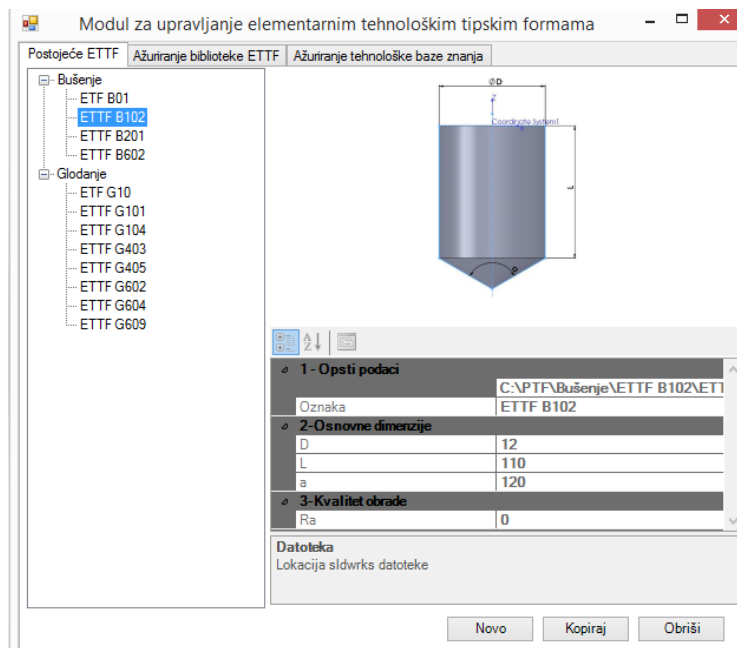 Modul za upravljanje elementarnim tehnološkim tipskim formama
Postojeće ETTF Ažuriranje biblioteke ETTF Ažuriranje tehnološke baze znanja
Bušenje
ETF B01
ETTF B102
ETTF B201
ETTF B602
Glodanje
ETF G10
ETTF G101
ETTF G104
ETTF G403
ETTF G405
ETTF G602
ETTF G604
ETTF G609
ØD
Z
Coordinate System1
X
L
1 - Opsti podaci
C:\PTF\Bušenje\ETTF B102\ETT
Oznaka ETTF B102
2-Osnovne dimenzije
D 12
L 110
a 120
3-Kvalitet obrade
Ra 0
Datoteka
Lokacija sldwrks datoteke
Novo Kopiraj Obriši